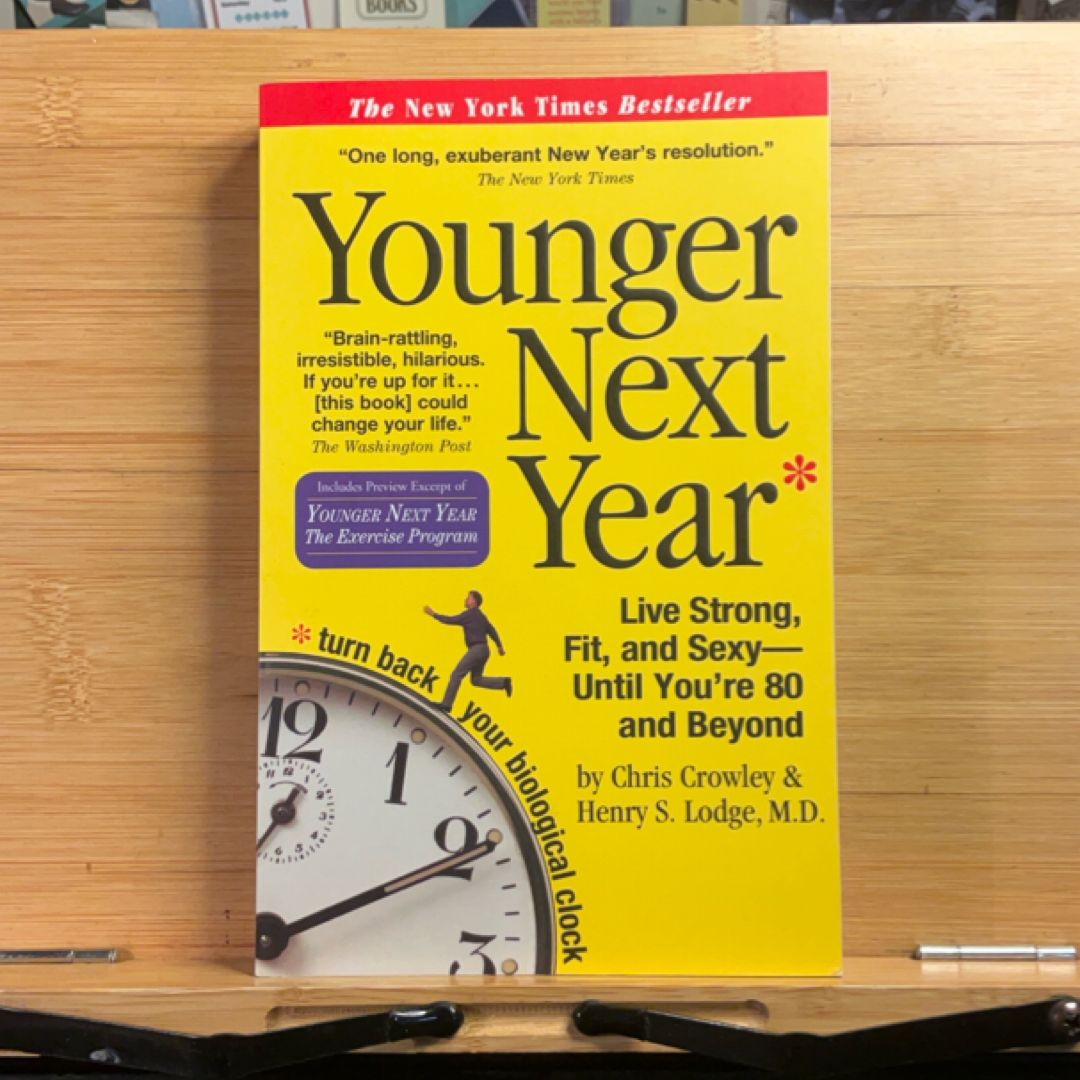 BOOKS
The New York Times Bestseller
“One long, exuberant New Year’s resolution.”
The New York Times
Younger
Next
Year*
“Brain-rattling,
irresistible, hilarious.
If you’re up for it...
[this book] could
change your life.”
The Washington Post
Includes Preview Excerpt of
YOUNGER NEXT YEAR
The Exercise Program
Live Strong,
Fit, and Sexy—
Until You’re 80
and Beyond
by Chris Crowley &
Henry S. Lodge, M.D.
* turn back your biological clock
12
1
2
3